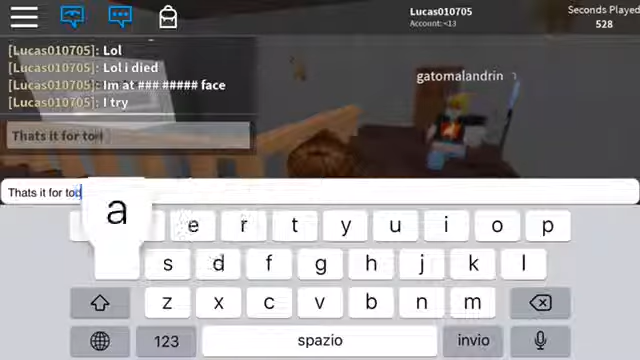 Lucas010705
Account: <13
Seconds Played
528
[Lucas010705]: Lol
[Lucas010705]: Lol i died
[Lucas010705]: Im at ### ##### face
[Lucas010705]: I try
gatomalandrin
Thats it for tod
Thats it for tod
a
e r t y u i o p
s d f g h j k l
z x c v b n m
123 spazio invio